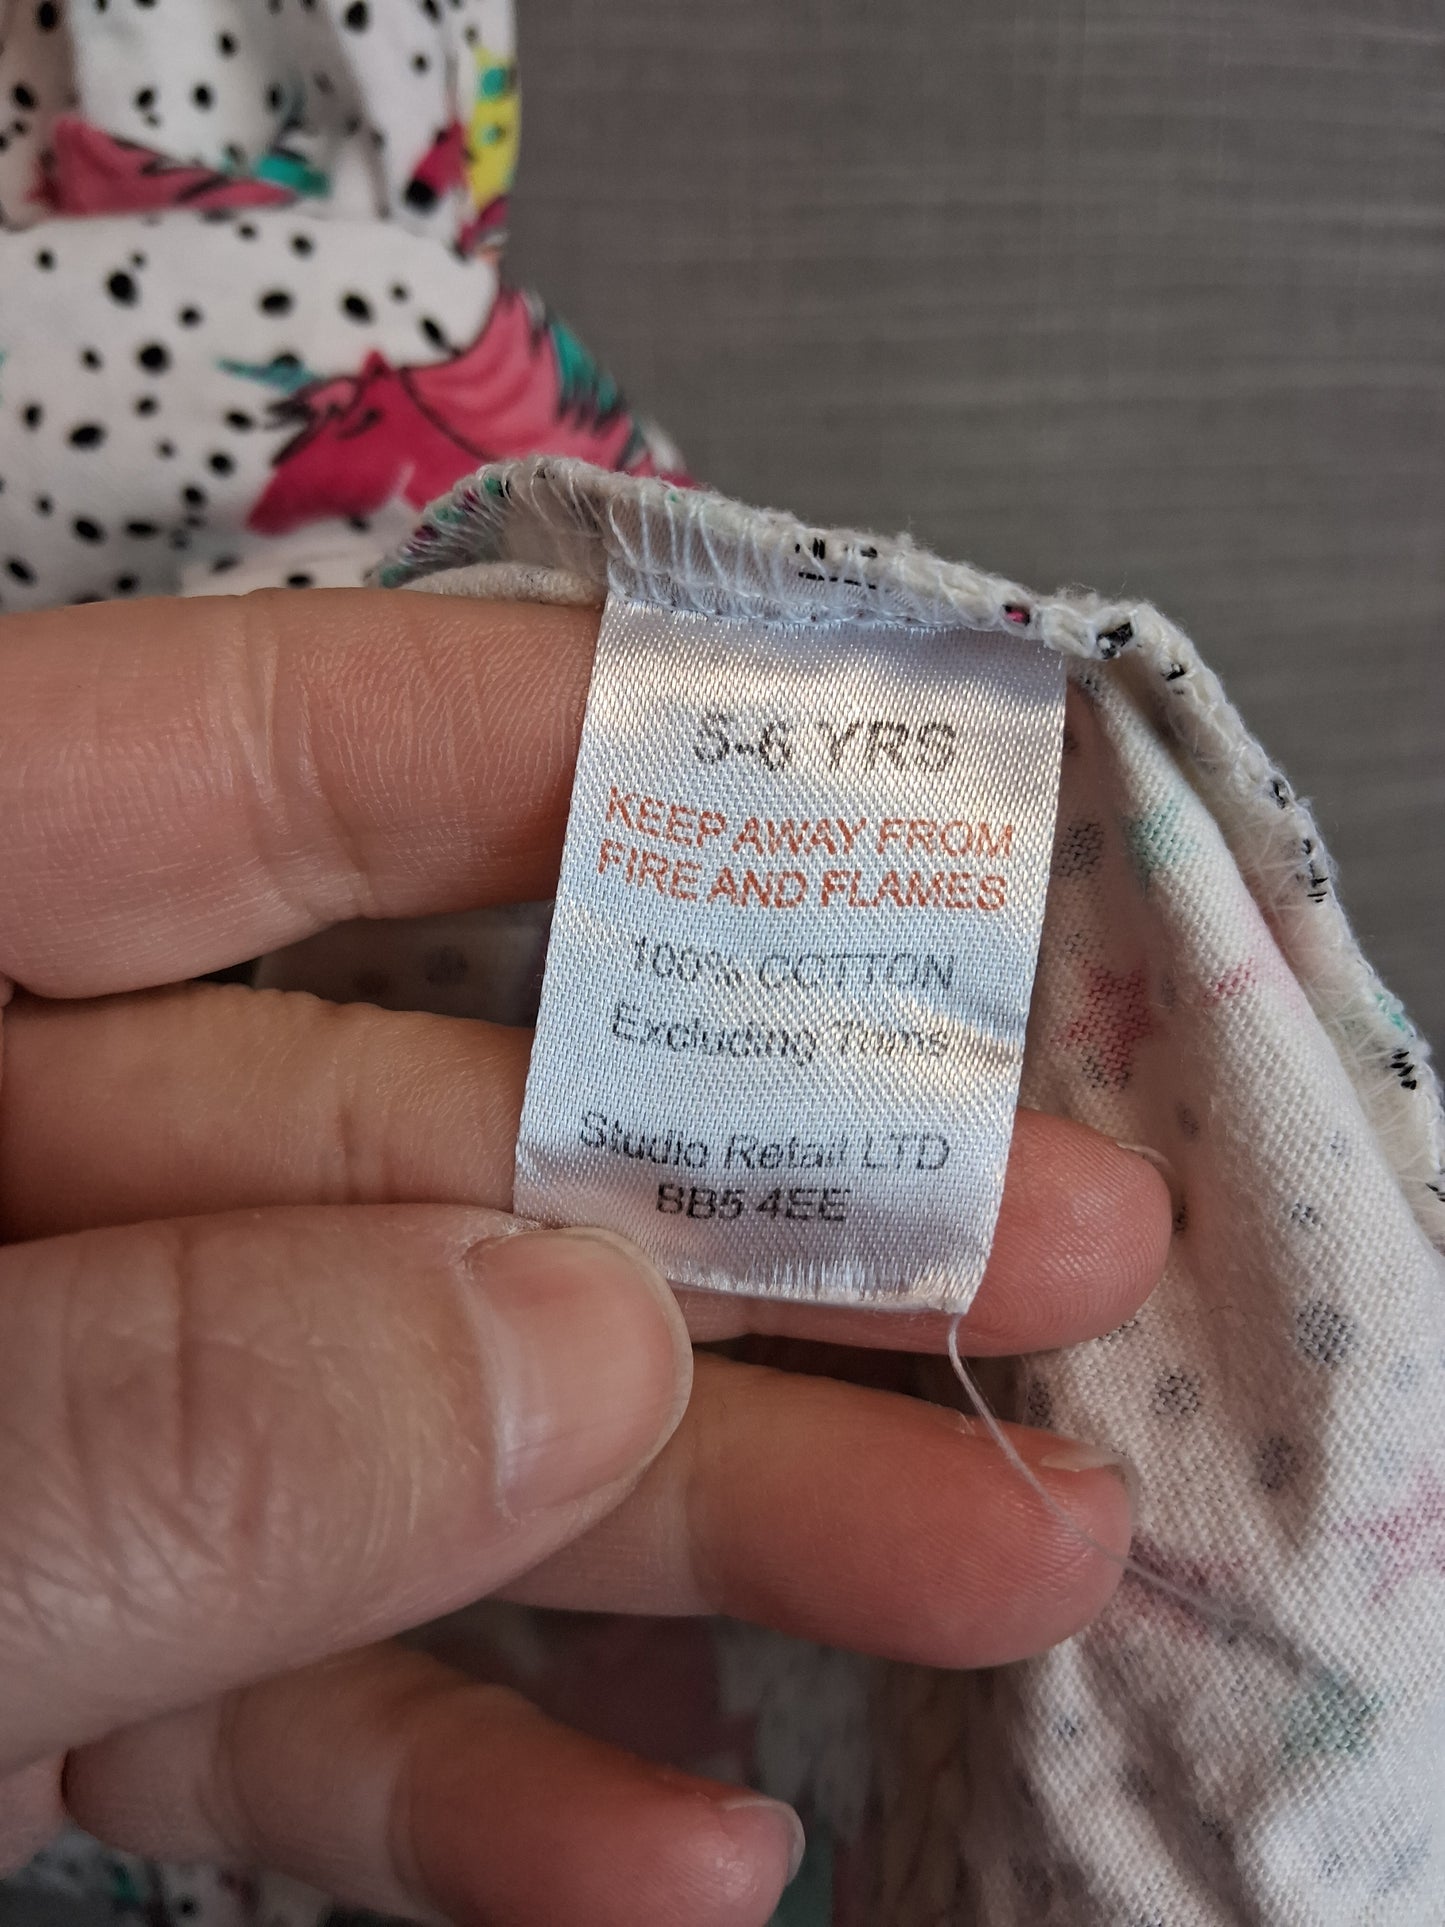 5-6 YRS
KEEP AWAY FROM
FIRE AND FLAMES
100% COTTON
Excluding Trims
Studio Retail LTD
BB5 4EE